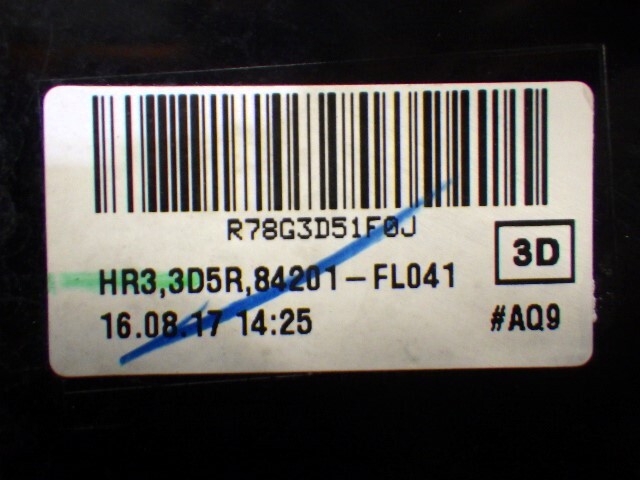 R78G3D51F0J
3D
HR3,3D5R,84201-FL041
16.08.17 14:25
#AQ9